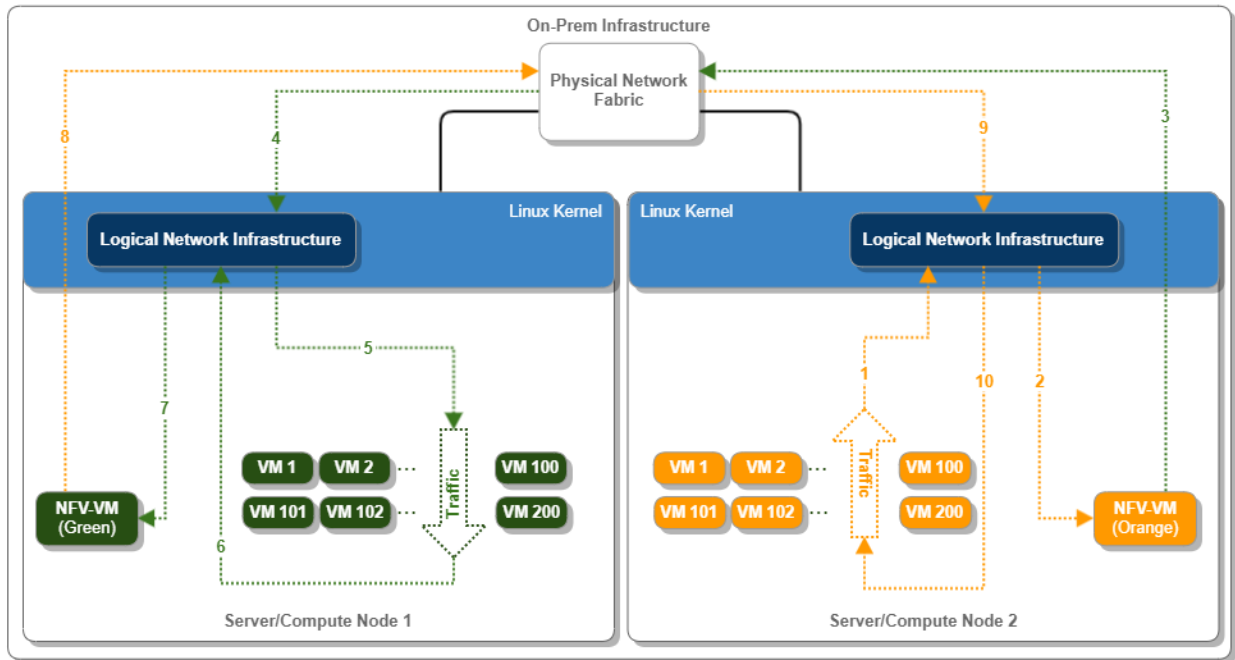 On-Prem Infrastructure
Physical Network
Fabric
8
4
9
3
Linux Kernel
Linux Kernel
Logical Network Infrastructure
Logical Network Infrastructure
5
7
1
10
2
VM 1
VM 2
...
VM 100
VM 101
VM 102
...
VM 200
Traffic
NFV-VM
(Green)
6
VM 1
VM 2
...
VM 100
VM 101
VM 102
...
VM 200
Traffic
NFV-VM
(Orange)
Server/Compute Node 1
Server/Compute Node 2